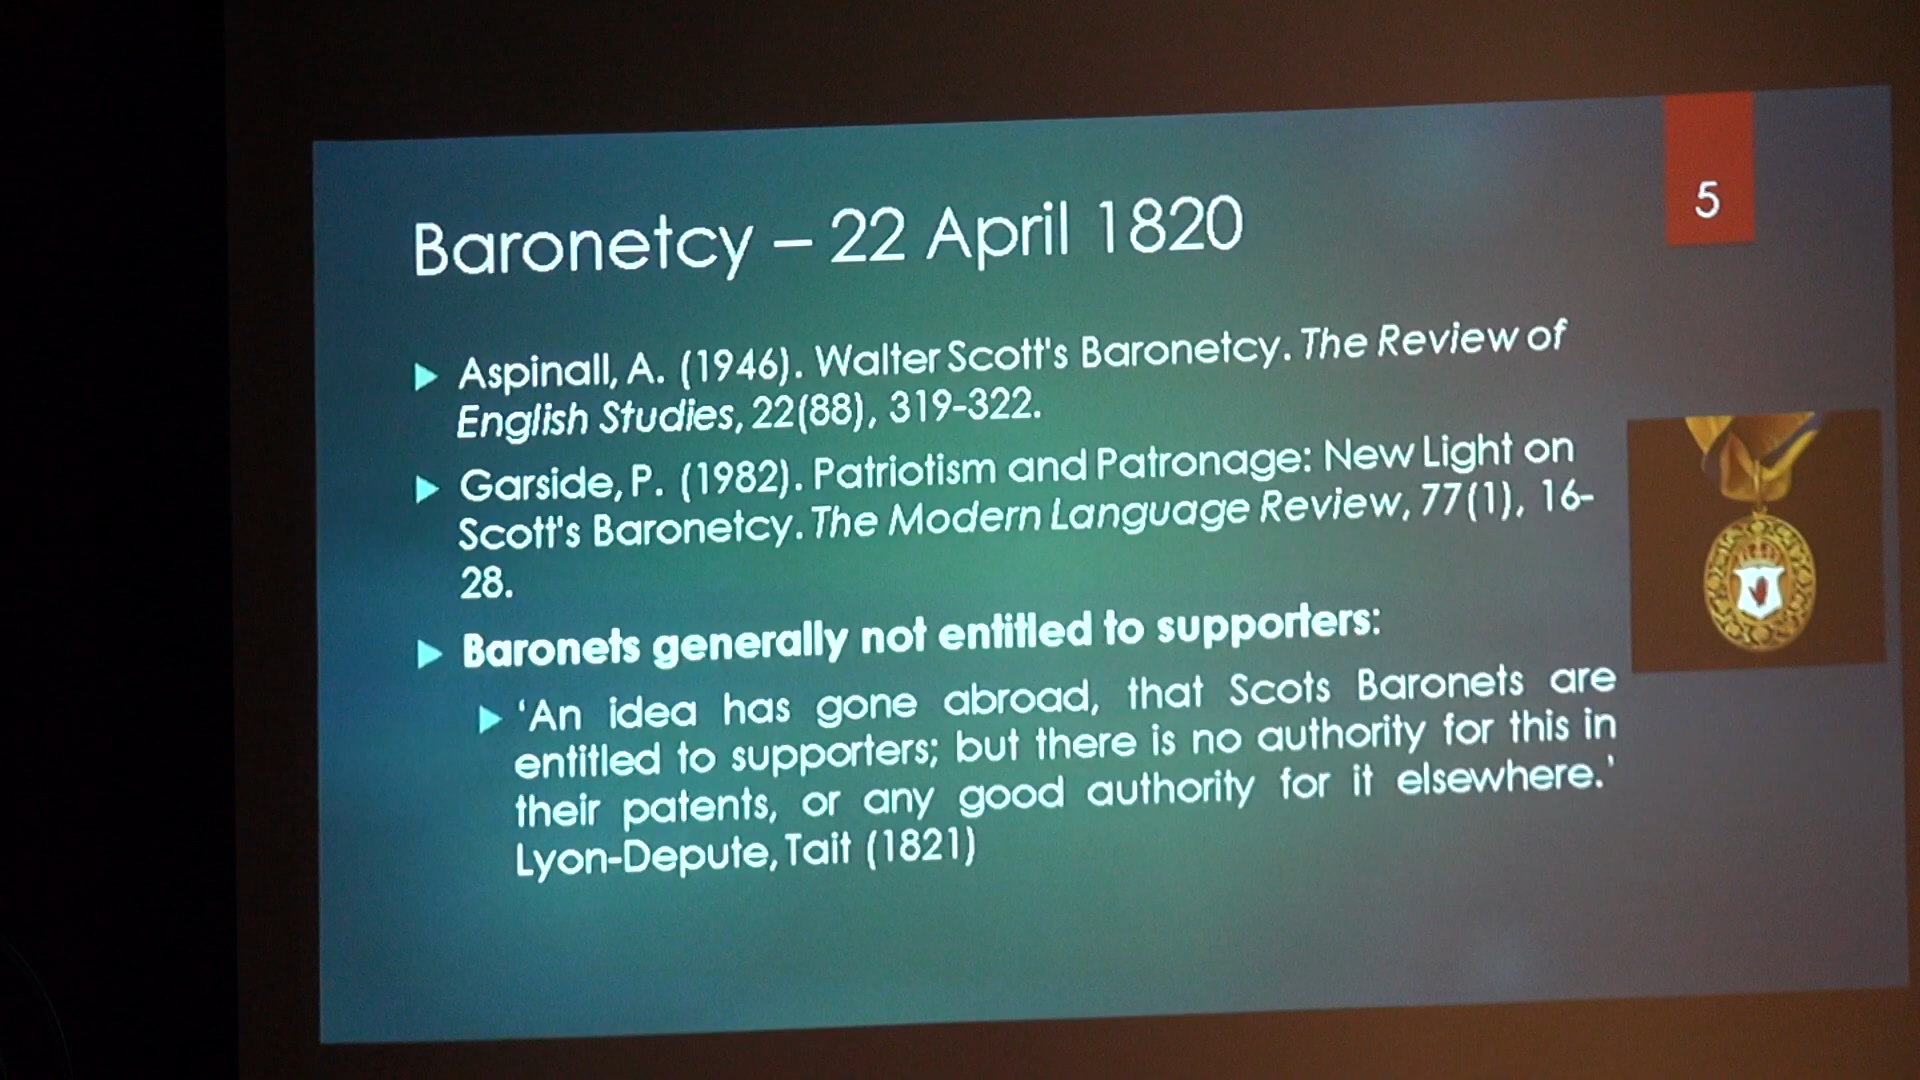 5
Baronetcy – 22 April 1820
Aspinall, A. (1946). Walter Scott's Baronetcy. The Review of
English Studies, 22(88), 319-322.
Garside, P. (1982). Patriotism and Patronage: New Light on
Scott's Baronetcy. The Modern Language Review, 77(1), 16-
28.
Baronets generally not entitled to supporters:
‘An idea has gone abroad, that Scots Baronets are
entitled to supporters; but there is no authority for this in
their patents, or any good authority for it elsewhere.’
Lyon-Depute, Tait (1821)